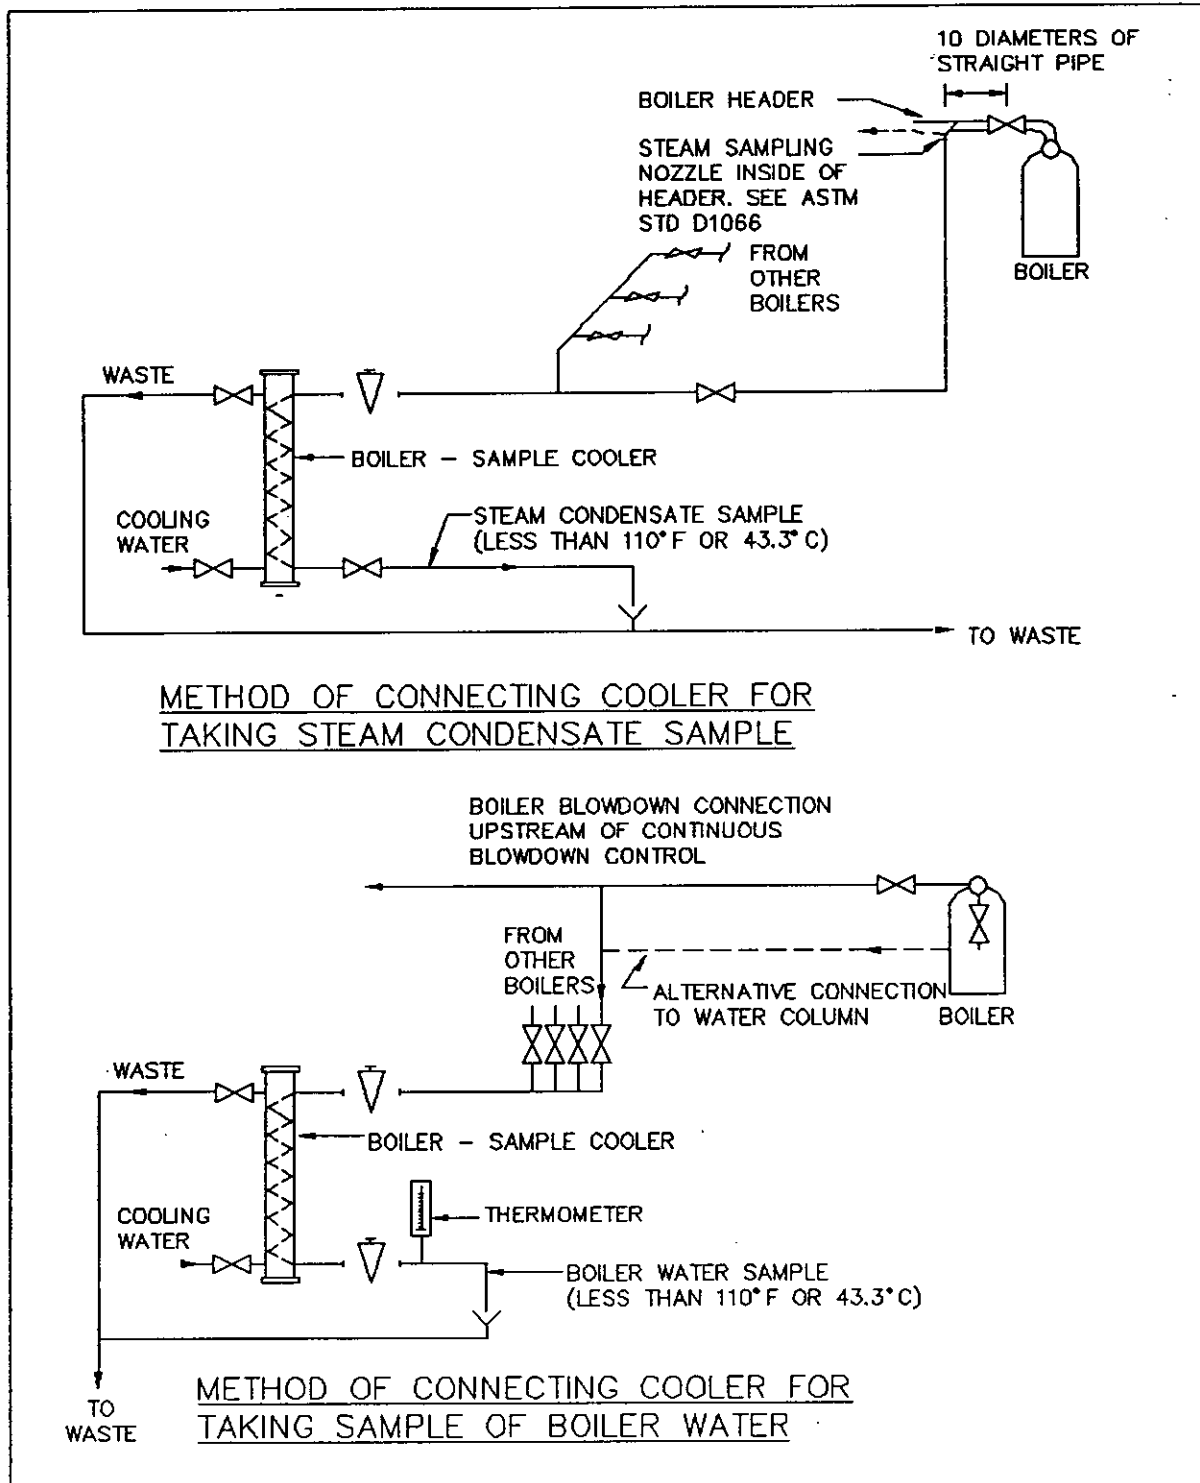 10 DIAMETERS OF
STRAIGHT PIPE
BOILER HEADER
STEAM SAMPLING
NOZZLE INSIDE OF
HEADER. SEE ASTM
STD D1066
FROM
OTHER
BOILERS
BOILER
WASTE
BOILER - SAMPLE COOLER
COOLING
WATER
STEAM CONDENSATE SAMPLE
(LESS THAN 110°F OR 43.3°C)
TO WASTE
METHOD OF CONNECTING COOLER FOR
TAKING STEAM CONDENSATE SAMPLE
BOILER BLOWDOWN CONNECTION
UPSTREAM OF CONTINUOUS
BLOWDOWN CONTROL
FROM
OTHER
BOILERS
ALTERNATIVE CONNECTION
TO WATER COLUMN
BOILER
WASTE
BOILER - SAMPLE COOLER
THERMOMETER
COOLING
WATER
BOILER WATER SAMPLE
(LESS THAN 110°F OR 43.3°C)
TO
WASTE
METHOD OF CONNECTING COOLER FOR
TAKING SAMPLE OF BOILER WATER